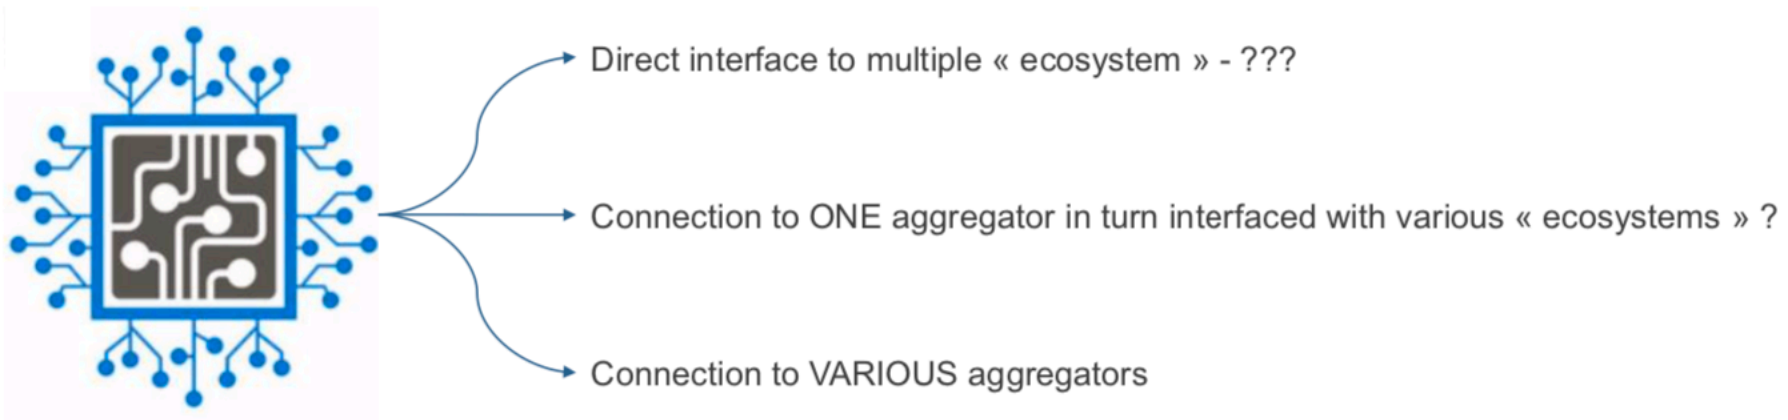 Direct interface to multiple « ecosystem » - ???
Connection to ONE aggregator in turn interfaced with various « ecosystems » ?
Connection to VARIOUS aggregators